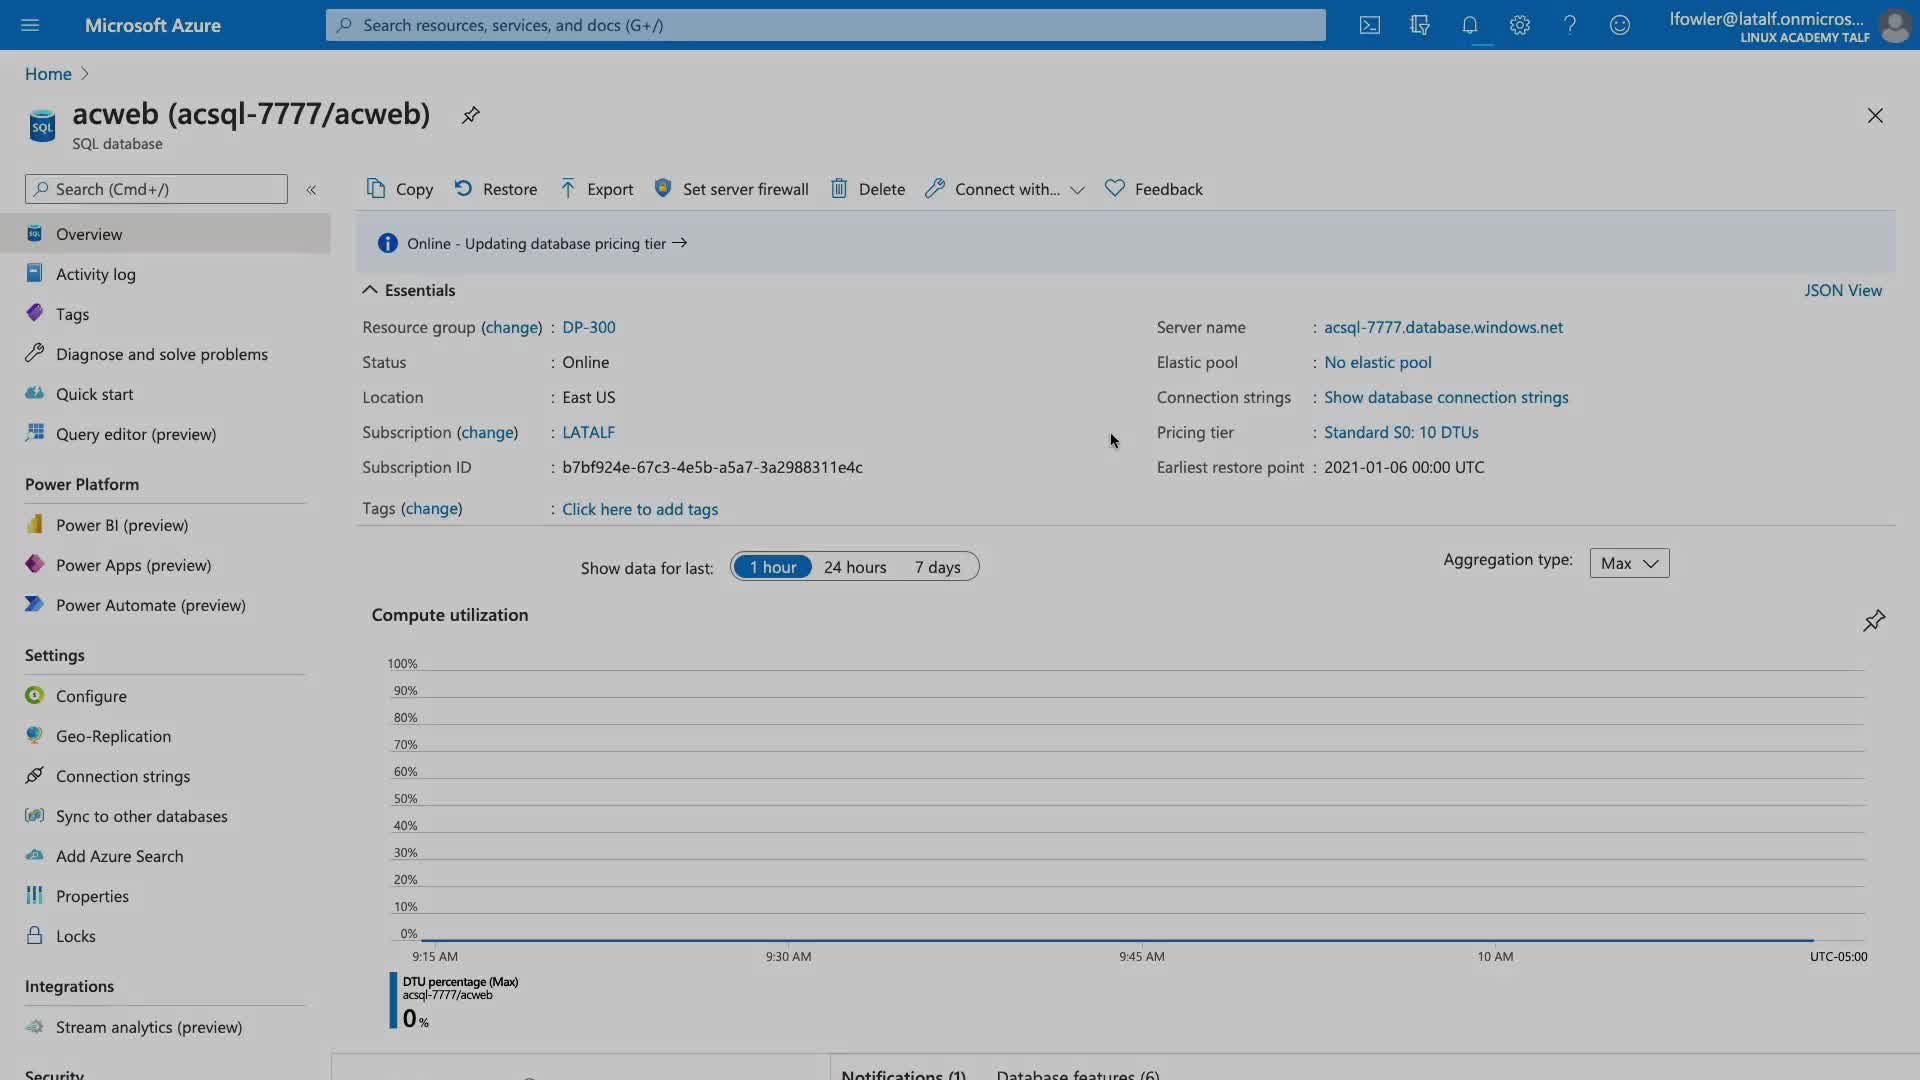 Microsoft Azure
Search resources, services, and docs (G+/)
lfowler@latalf.onmicros...
LINUX ACADEMY TALF
Home
acweb (acsql-7777/acweb)
SQL database
Search (Cmd+/)
«
Copy
Restore
Export
Set server firewall
Delete
Connect with...
Feedback
Overview
Activity log
Tags
Diagnose and solve problems
Quick start
Query editor (preview)
Power Platform
Power BI (preview)
Power Apps (preview)
Power Automate (preview)
Settings
Configure
Geo-Replication
Connection strings
Sync to other databases
Add Azure Search
Properties
Locks
Integrations
Stream analytics (preview)
Security
Online - Updating database pricing tier →
Essentials
JSON View
Resource group (change) : DP-300
Status : Online
Location : East US
Subscription (change) : LATALF
Subscription ID : b7bf924e-67c3-4e5b-a5a7-3a2988311e4c
Tags (change) : Click here to add tags
Server name : acsql-7777.database.windows.net
Elastic pool : No elastic pool
Connection strings : Show database connection strings
Pricing tier : Standard S0: 10 DTUs
Earliest restore point : 2021-01-06 00:00 UTC
Show data for last: 1 hour 24 hours 7 days
Aggregation type: Max
Compute utilization
100%
90%
80%
70%
60%
50%
40%
30%
20%
10%
0%
9:15 AM 9:30 AM 9:45 AM 10 AM UTC-05:00
DTU percentage (Max)
acsql-7777/acweb
0 %
Notifications (1) Database features (6)